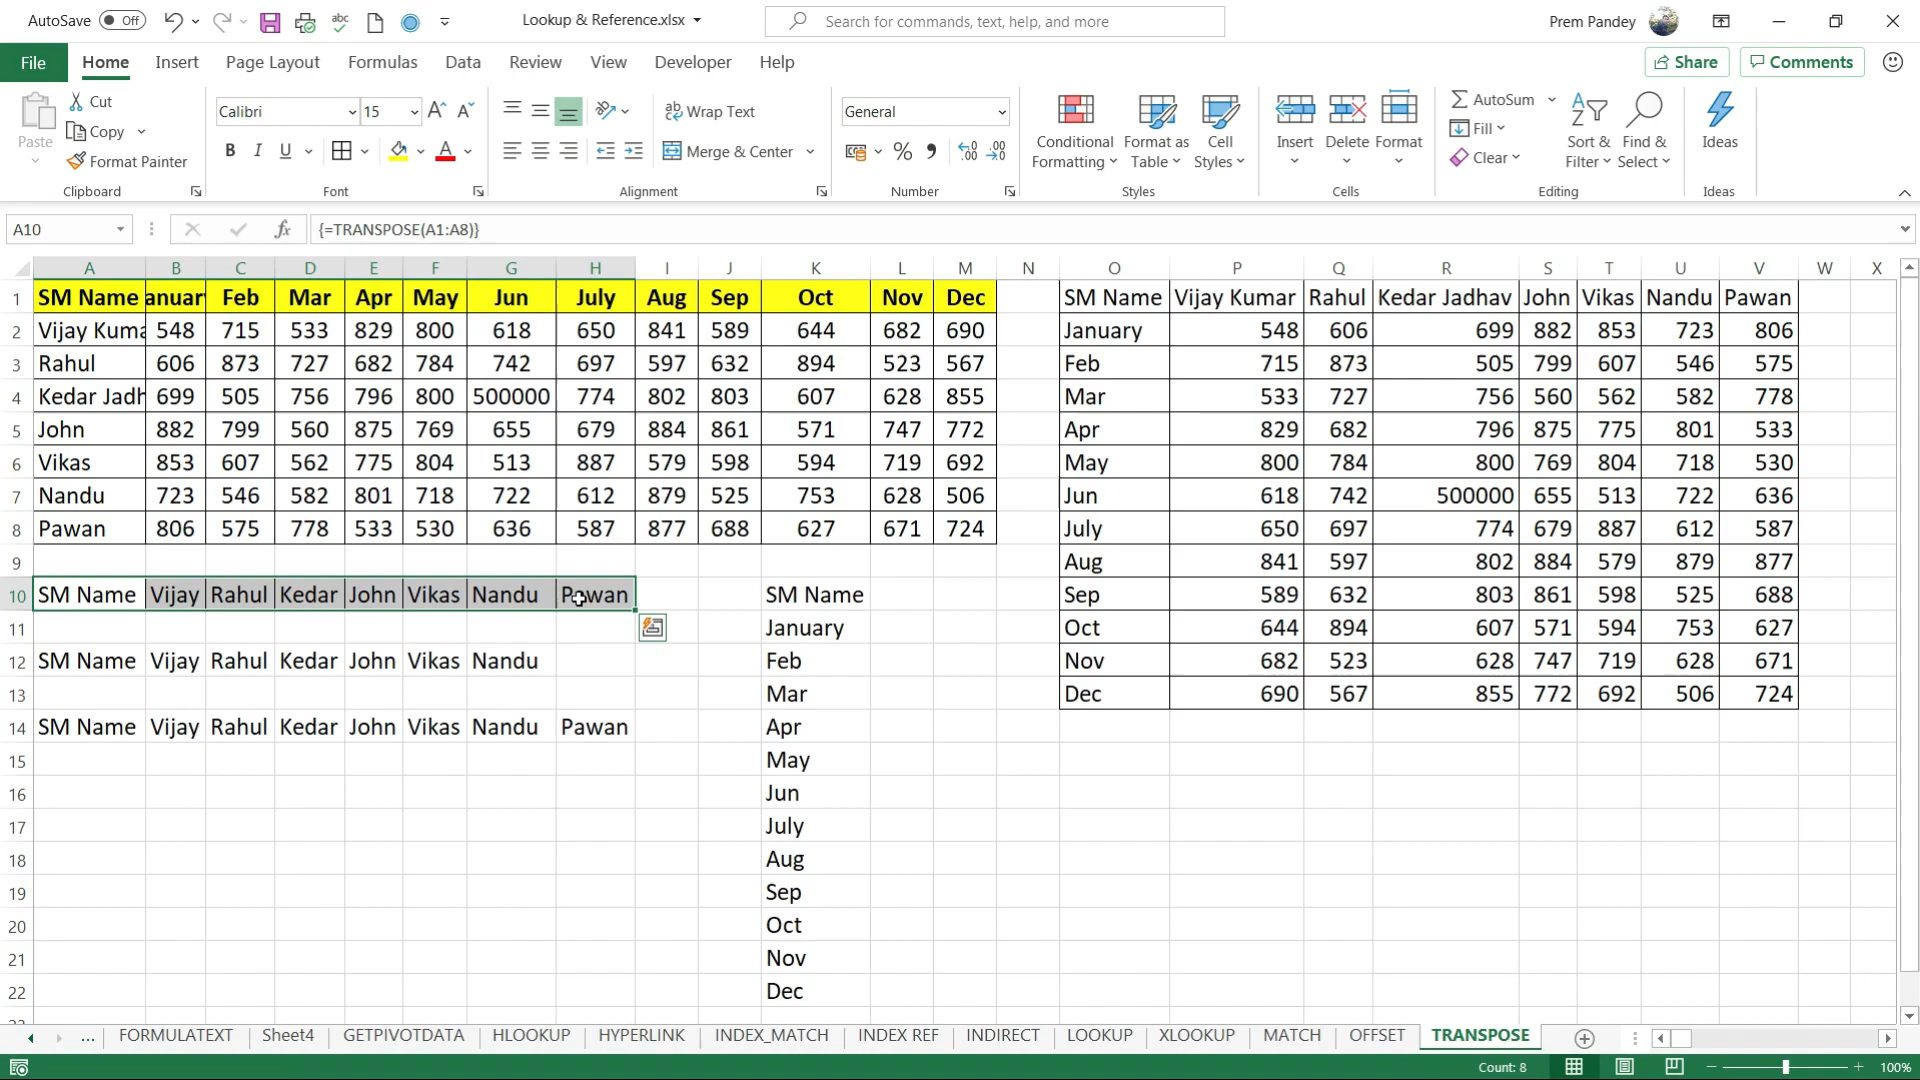 AutoSave Off Lookup & Reference.xlsx Search for commands, text, help, and more Prem Pandey
File Home Insert Page Layout Formulas Data Review View Developer Help Share Comments
Cut
Copy
Format Painter
Paste
Clipboard
Calibri 15
B I U A
Font
Wrap Text
Merge & Center
Alignment
General
% ,
Number
Conditional Formatting
Format as Table
Cell Styles
Styles
Insert Delete Format
Cells
AutoSum
Fill
Clear
Sort & Filter
Find & Select
Editing
Ideas
Ideas
A10 fx {=TRANSPOSE(A1:A8)}
A B C D E F G H I J K L M N O P Q R S T U V W X
1 SM Name anuar Feb Mar Apr May Jun July Aug Sep Oct Nov Dec SM Name Vijay Kumar Rahul Kedar Jadhav John Vikas Nandu Pawan
2 Vijay Kuma 548 715 533 829 800 618 650 841 589 644 682 690 January 548 606 699 882 853 723 806
3 Rahul 606 873 727 682 784 742 697 597 632 894 523 567 Feb 715 873 505 799 607 546 575
4 Kedar Jadh 699 505 756 796 800 500000 774 802 803 607 628 855 Mar 533 727 756 560 562 582 778
5 John 882 799 560 875 769 655 679 884 861 571 747 772 Apr 829 682 796 875 775 801 533
6 Vikas 853 607 562 775 804 513 887 579 598 594 719 692 May 800 784 800 769 804 718 530
7 Nandu 723 546 582 801 718 722 612 879 525 753 628 506 Jun 618 742 500000 655 513 722 636
8 Pawan 806 575 778 533 530 636 587 877 688 627 671 724 July 650 697 774 679 887 612 587
9 Aug 841 597 802 884 579 879 877
10 SM Name Vijay Rahul Kedar John Vikas Nandu Pawan SM Name Sep 589 632 803 861 598 525 688
11 January Oct 644 894 607 571 594 753 627
12 SM Name Vijay Rahul Kedar John Vikas Nandu Feb Nov 682 523 628 747 719 628 671
13 Mar Dec 690 567 855 772 692 506 724
14 SM Name Vijay Rahul Kedar John Vikas Nandu Pawan Apr
15 May
16 Jun
17 July
18 Aug
19 Sep
20 Oct
21 Nov
22 Dec
... FORMULATEXT Sheet4 GETPIVOTDATA HLOOKUP HYPERLINK INDEX_MATCH INDEX REF INDIRECT LOOKUP XLOOKUP MATCH OFFSET TRANSPOSE
Count: 8 100%